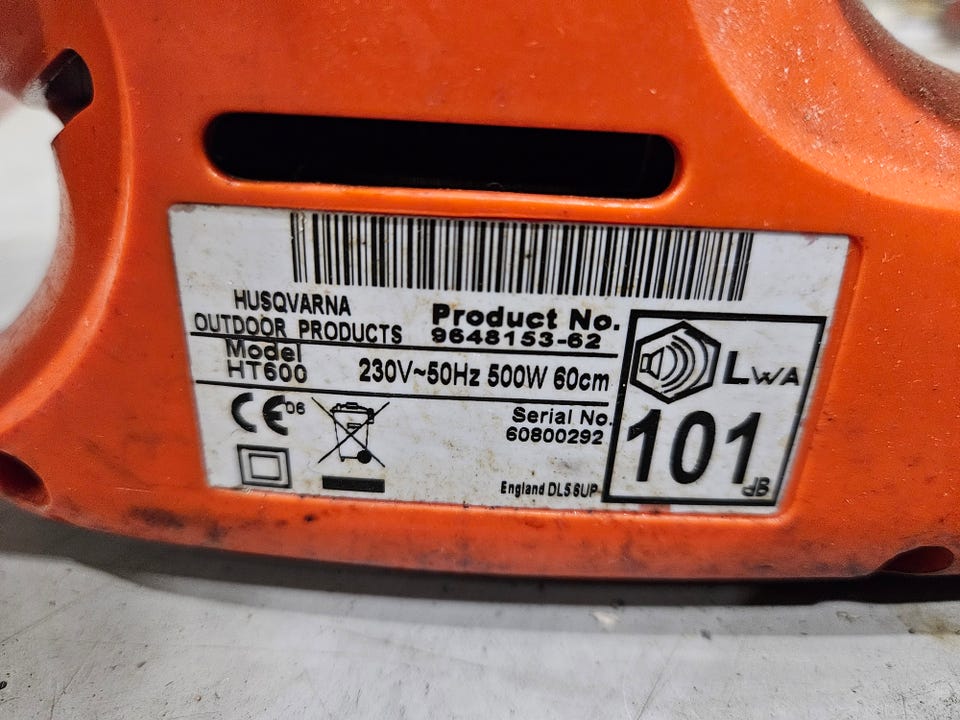 HUSQVARNA
OUTDOOR PRODUCTS
Product No.
9648153-62
Model
HT600
230V~50Hz 500W 60cm
CE 06
Serial No.
60800292
England DL5 6UP
LWA
101
dB